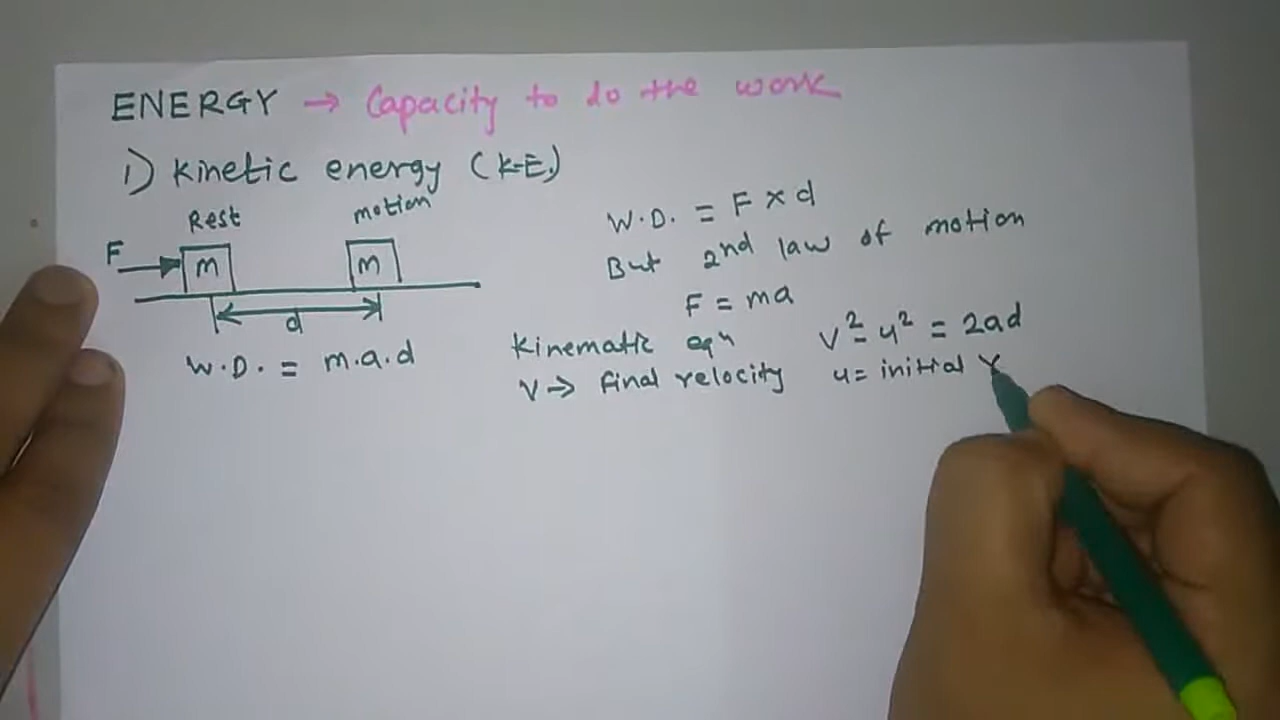 ENERGY → Capacity to do the work
1) Kinetic energy (K.E.)
Rest motion
F m m
d
W.D. = m.a.d
W.D. = F × d
But 2nd law of motion
F = ma
Kinematic eqn v² - u² = 2ad
v → final velocity u = initial v